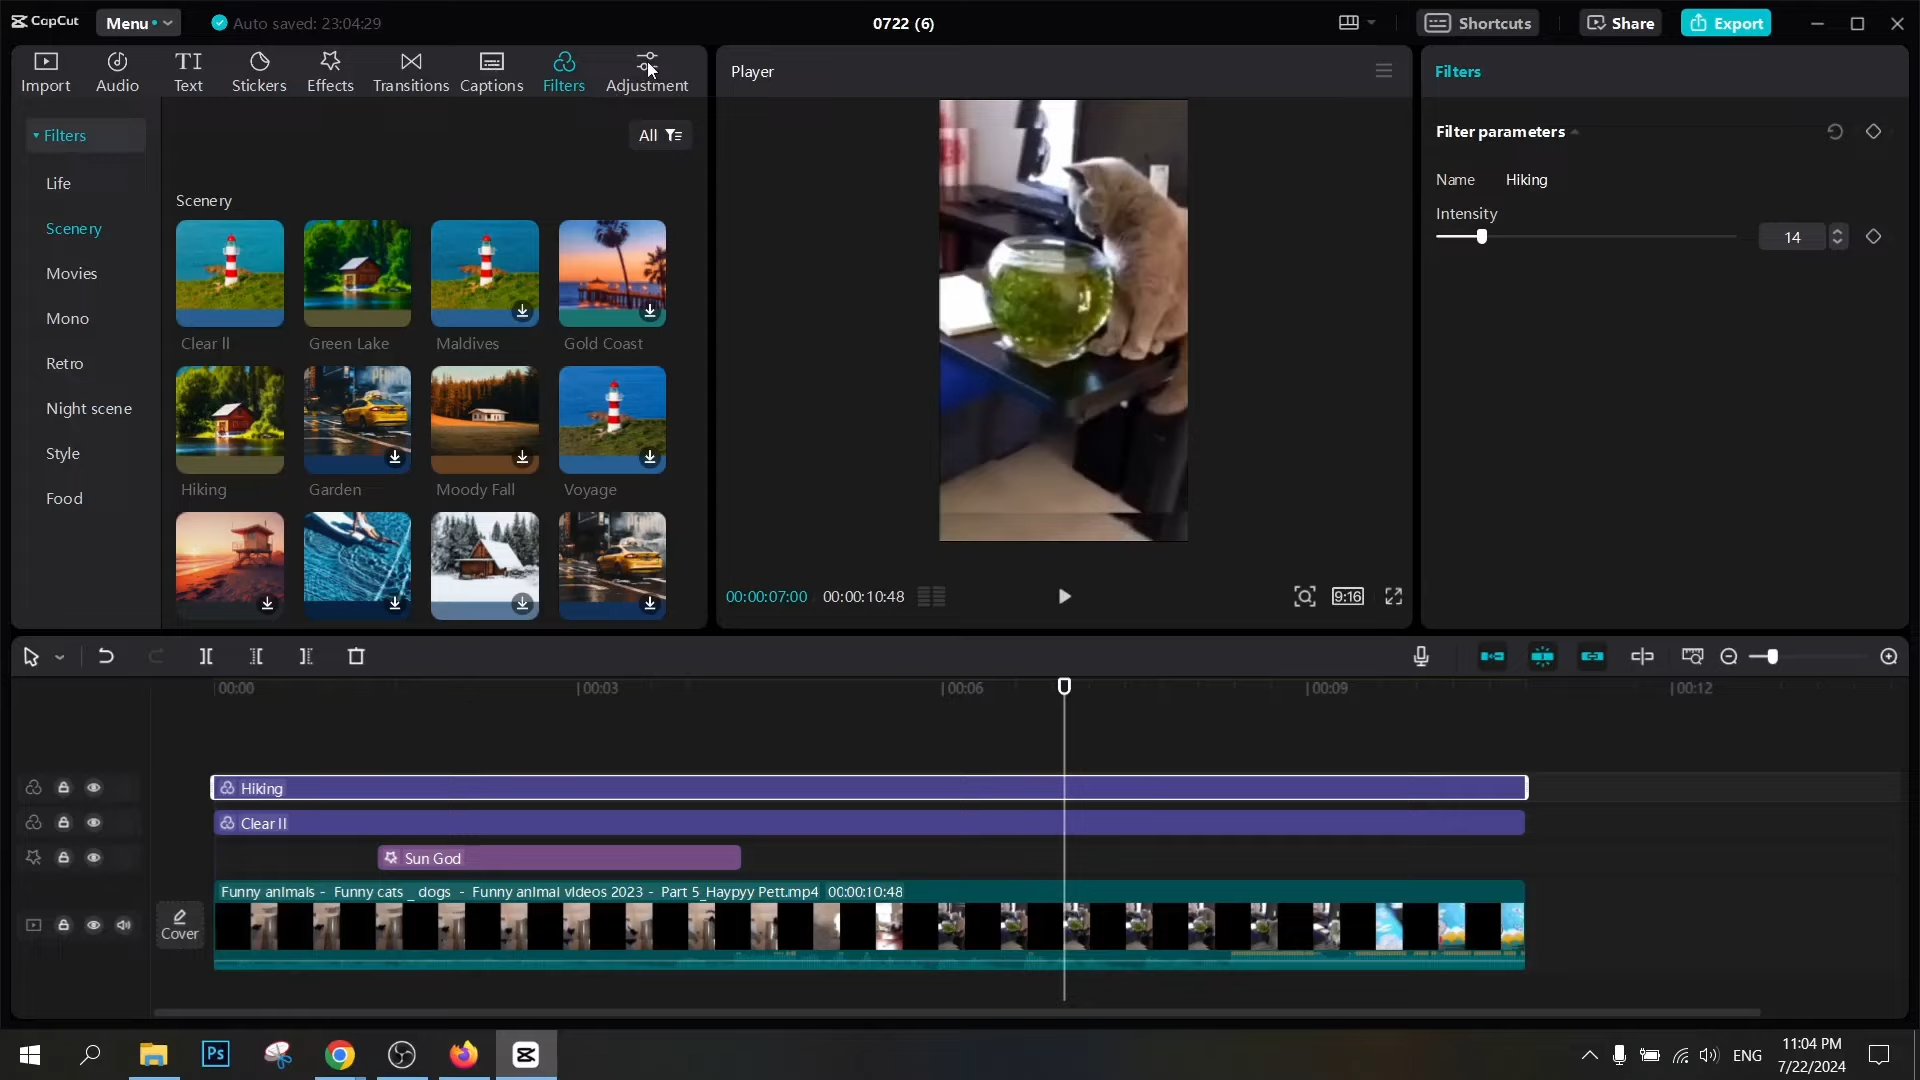 CapCut
Menu
Auto saved: 23:04:29
0722 (6)
Shortcuts
Share
Export
Import
Audio
Text
Stickers
Effects
Transitions
Captions
Filters
Adjustment
Player
Filters
Filters
All
Filter parameters
Life
Name Hiking
Scenery
Scenery
Intensity
14
Movies
Mono
Clear ll
Green Lake
Maldives
Gold Coast
Retro
Night scene
Style
Hiking
Garden
Moody Fall
Voyage
Food
00:00:07:00 00:00:10:48
9:16
00:00
00:03
00:06
00:09
00:12
Hiking
Clear ll
Sun God
Funny animals - Funny cats _ dogs - Funny animal videos 2023 - Part 5_Haypyy Pett.mp4 00:00:10:48
Cover
Ps
ENG
11:04 PM
7/22/2024